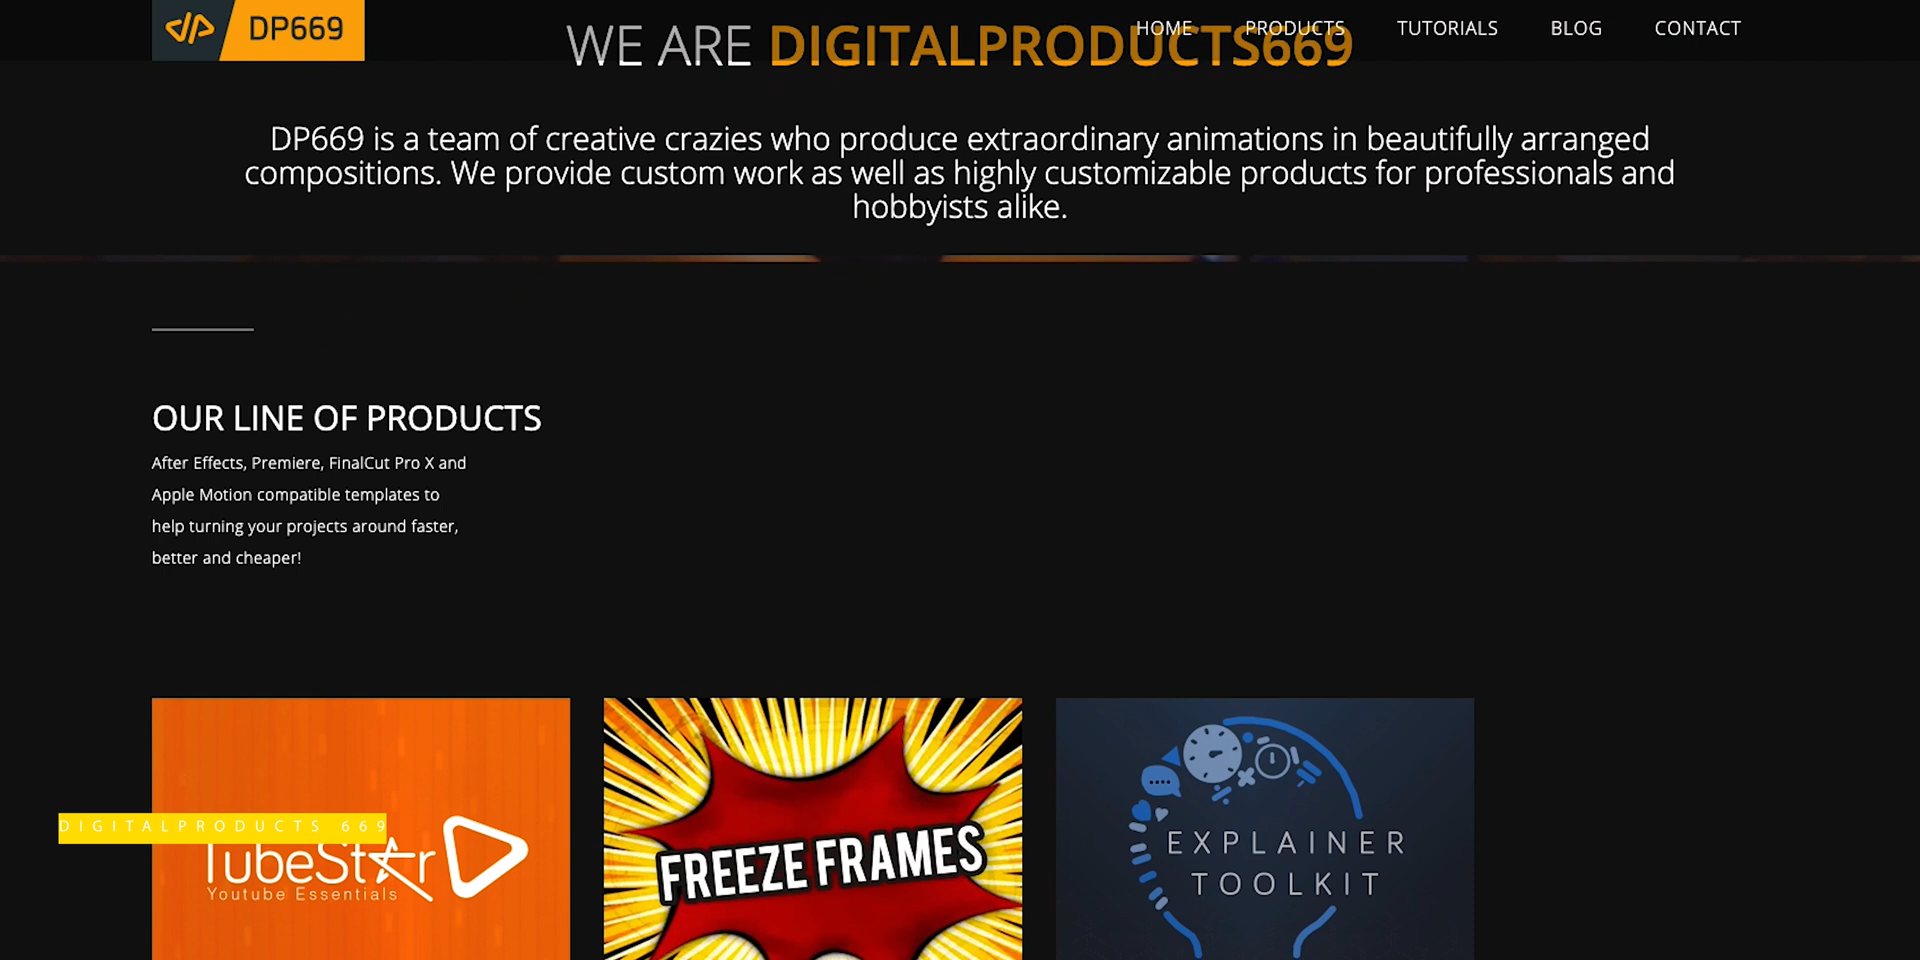 DP669
HOME PRODUCTS TUTORIALS BLOG CONTACT
WE ARE DIGITALPRODUCTS669
DP669 is a team of creative crazies who produce extraordinary animations in beautifully arranged
compositions. We provide custom work as well as highly customizable products for professionals and
hobbyists alike.
OUR LINE OF PRODUCTS
After Effects, Premiere, FinalCut Pro X and
Apple Motion compatible templates to
help turning your projects around faster,
better and cheaper!
DIGITALPRODUCTS 669
TubeStar
Youtube Essentials
FREEZE FRAMES
EXPLAINER
TOOLKIT